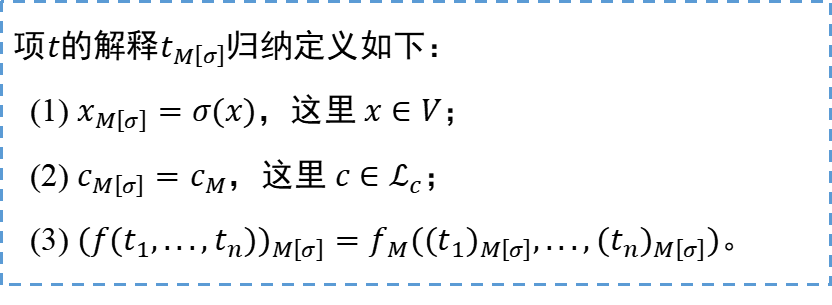 项𝑡的解释𝑡_{𝑀[𝜎]}归纳定义如下：
(1) 𝑥_{𝑀[𝜎]} = 𝜎(𝑥)，这里 𝑥 ∈ 𝑉；
(2) 𝑐_{𝑀[𝜎]} = 𝑐_𝑀，这里 𝑐 ∈ ℒ_𝑐；
(3) (𝑓(𝑡_1, …, 𝑡_𝑛))_{𝑀[𝜎]} = 𝑓_𝑀((𝑡_1)_{𝑀[𝜎]}, …, (𝑡_𝑛)_{𝑀[𝜎]})。